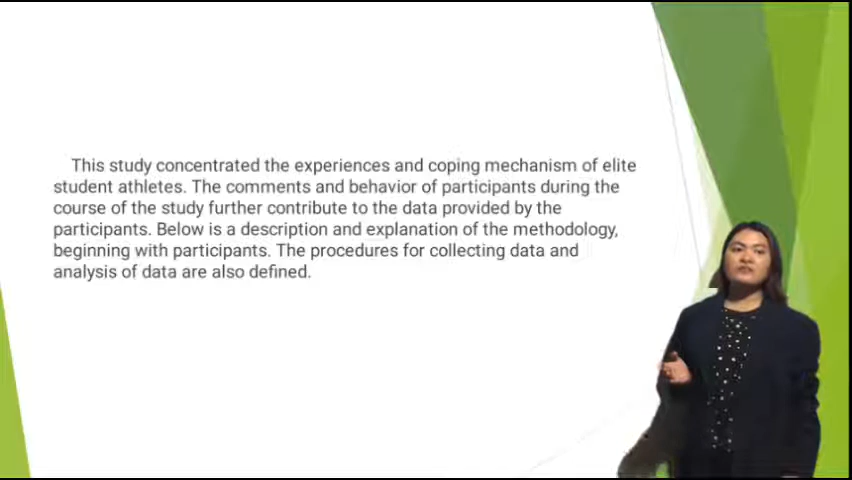 This study concentrated the experiences and coping mechanism of elite
student athletes. The comments and behavior of participants during the
course of the study further contribute to the data provided by the
participants. Below is a description and explanation of the methodology,
beginning with participants. The procedures for collecting data and
analysis of data are also defined.